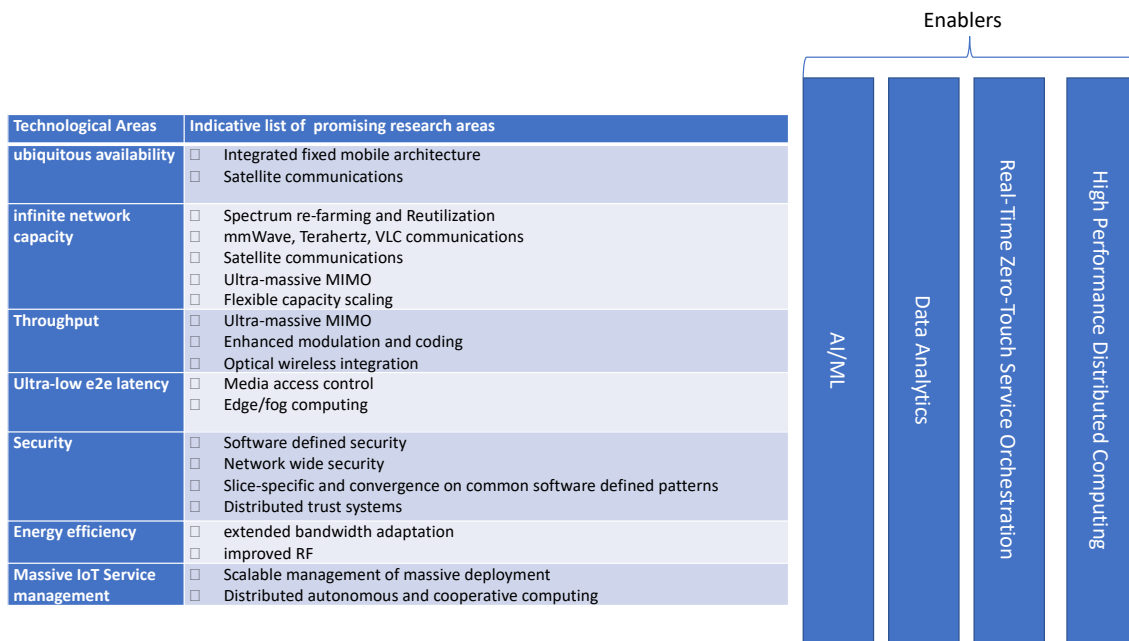 Enablers
Technological Areas
Indicative list of promising research areas
ubiquitous availability
Integrated fixed mobile architecture
Satellite communications
infinite network
capacity
Spectrum re-farming and Reutilization
mmWave, Terahertz, VLC communications
Satellite communications
Ultra-massive MIMO
Flexible capacity scaling
Throughput
Ultra-massive MIMO
Enhanced modulation and coding
Optical wireless integration
Ultra-low e2e latency
Media access control
Edge/fog computing
Security
Software defined security
Network wide security
Slice-specific and convergence on common software defined patterns
Distributed trust systems
Energy efficiency
extended bandwidth adaptation
improved RF
Massive IoT Service
management
Scalable management of massive deployment
Distributed autonomous and cooperative computing
AI/ML
Data Analytics
Real-Time Zero-Touch Service Orchestration
High Performance Distributed Computing